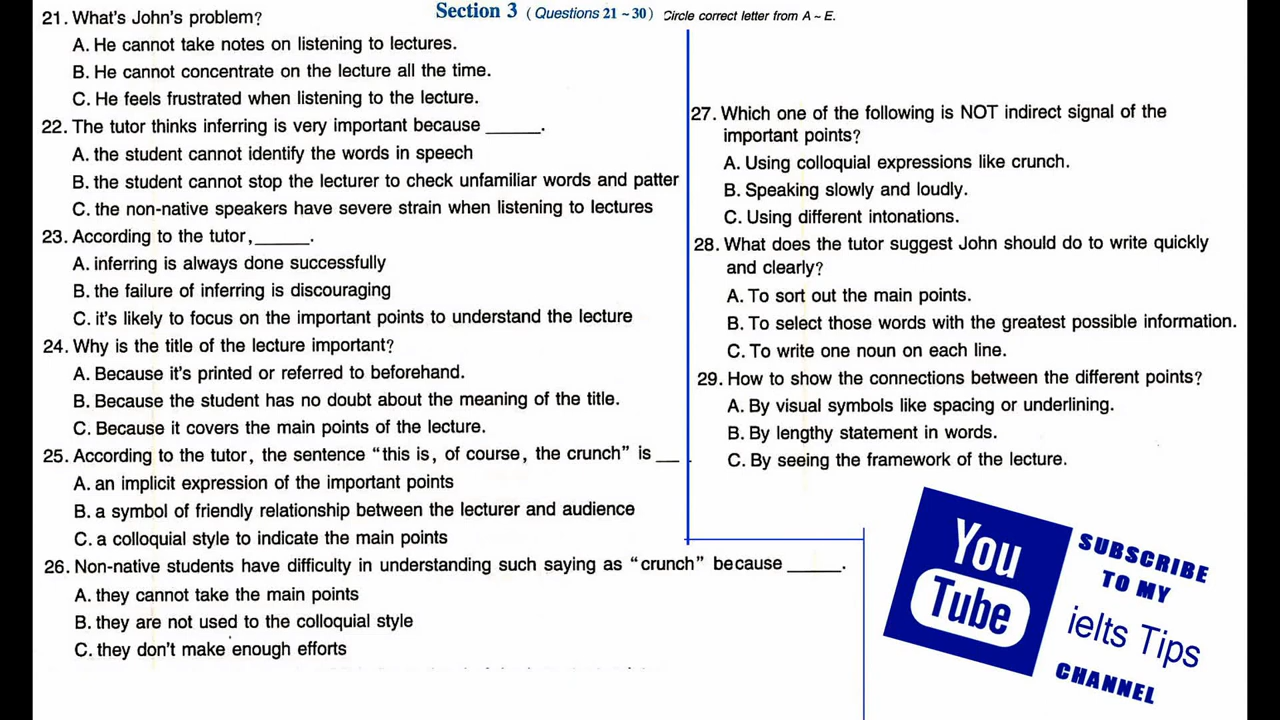 Section 3 ( Questions 21 ~ 30) Circle correct letter from A ~ E.
21. What's John's problem?
A. He cannot take notes on listening to lectures.
B. He cannot concentrate on the lecture all the time.
C. He feels frustrated when listening to the lecture.
22. The tutor thinks inferring is very important because ______.
A. the student cannot identify the words in speech
B. the student cannot stop the lecturer to check unfamiliar words and patter
C. the non-native speakers have severe strain when listening to lectures
23. According to the tutor, ______.
A. inferring is always done successfully
B. the failure of inferring is discouraging
C. it's likely to focus on the important points to understand the lecture
24. Why is the title of the lecture important?
A. Because it's printed or referred to beforehand.
B. Because the student has no doubt about the meaning of the title.
C. Because it covers the main points of the lecture.
25. According to the tutor, the sentence “this is, of course, the crunch” is __ .
A. an implicit expression of the important points
B. a symbol of friendly relationship between the lecturer and audience
C. a colloquial style to indicate the main points
26. Non-native students have difficulty in understanding such saying as “crunch” because ______.
A. they cannot take the main points
B. they are not used to the colloquial style
C. they don't make enough efforts
27. Which one of the following is NOT indirect signal of the
important points?
A. Using colloquial expressions like crunch.
B. Speaking slowly and loudly.
C. Using different intonations.
28. What does the tutor suggest John should do to write quickly
and clearly?
A. To sort out the main points.
B. To select those words with the greatest possible information.
C. To write one noun on each line.
29. How to show the connections between the different points?
A. By visual symbols like spacing or underlining.
B. By lengthy statement in words.
C. By seeing the framework of the lecture.
You
Tube
SUBSCRIBE
TO MY
ielts Tips
CHANNEL